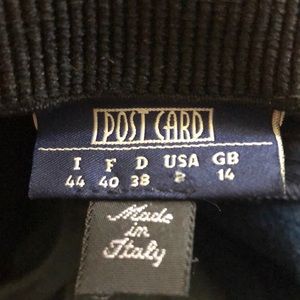 POST CARD
I F D USA GB
44 40 38 8 14
Made
in
Italy